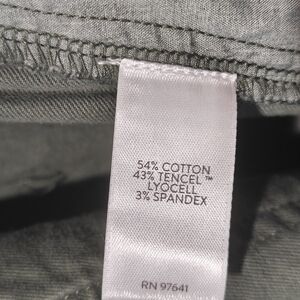 54% COTTON
43% TENCEL™
LYOCELL
3% SPANDEX
RN 97641